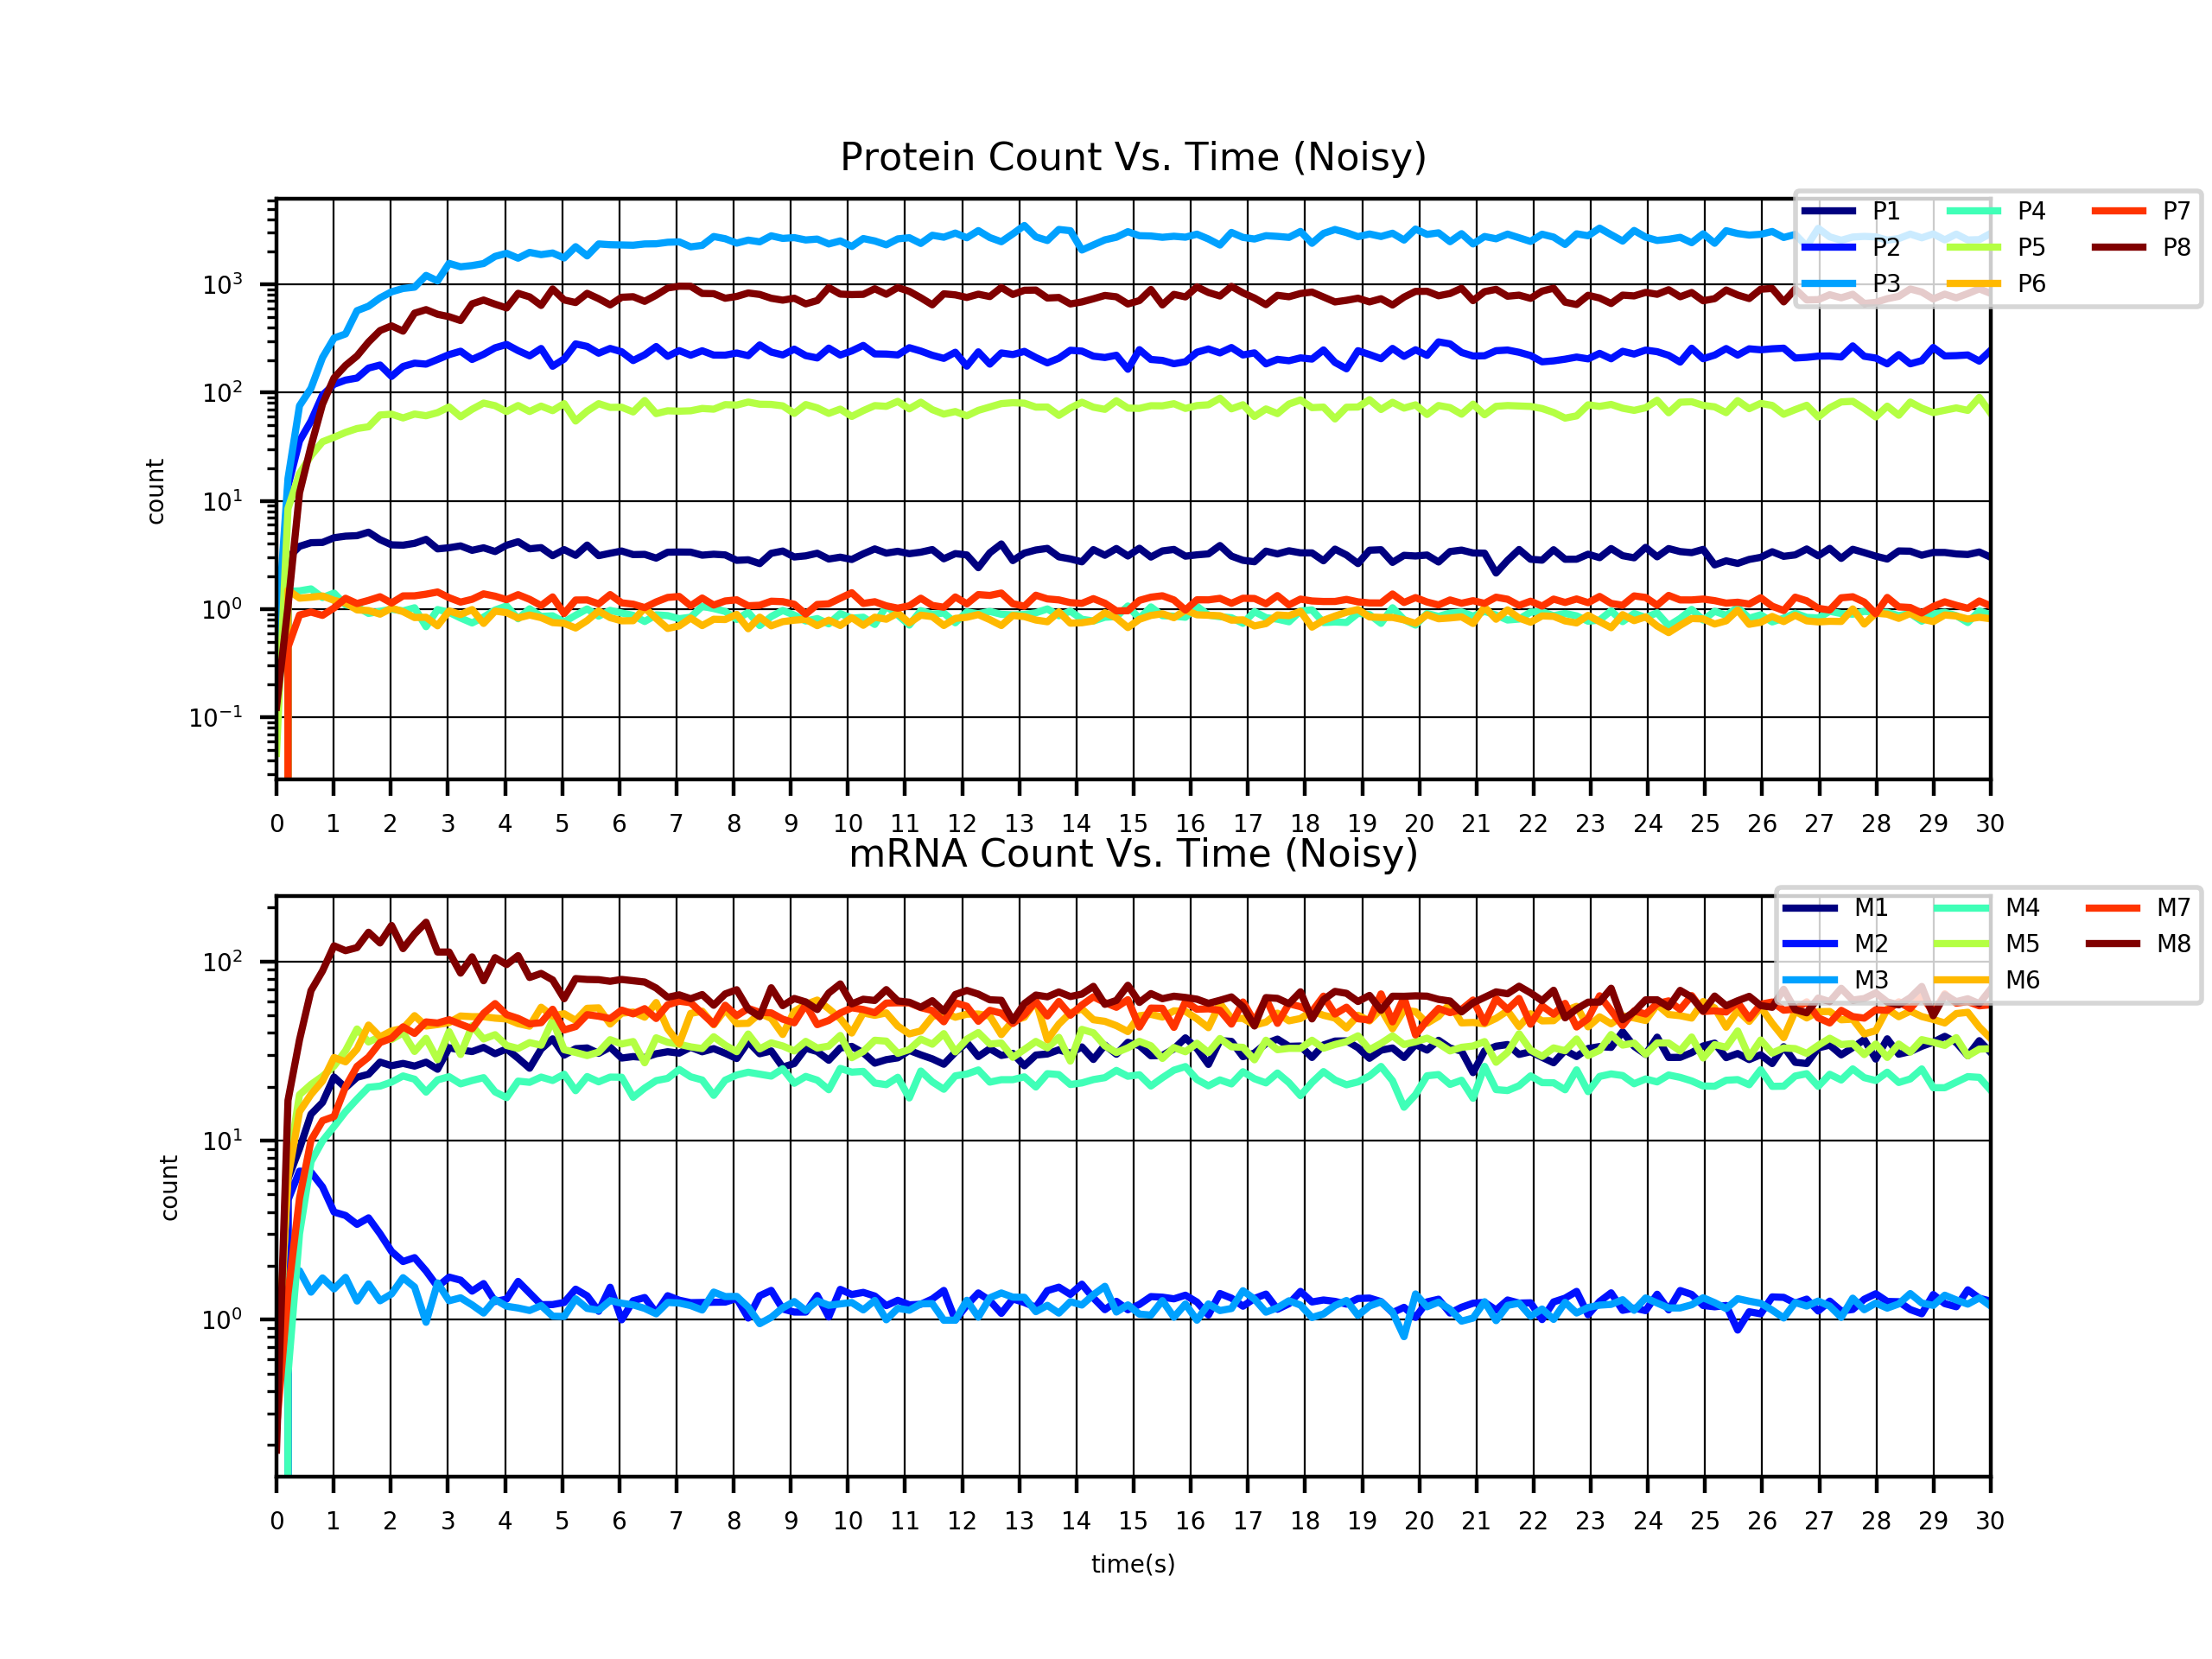 Protein Count Vs. Time (Noisy)
P1 P4 P7
P2 P5 P8
P3 P6
10³
10²
10¹
10⁰
10⁻¹
count
0 1 2 3 4 5 6 7 8 9 10 11 12 13 14 15 16 17 18 19 20 21 22 23 24 25 26 27 28 29 30
mRNA Count Vs. Time (Noisy)
M1 M4 M7
M2 M5 M8
M3 M6
10²
10¹
10⁰
count
0 1 2 3 4 5 6 7 8 9 10 11 12 13 14 15 16 17 18 19 20 21 22 23 24 25 26 27 28 29 30
time(s)